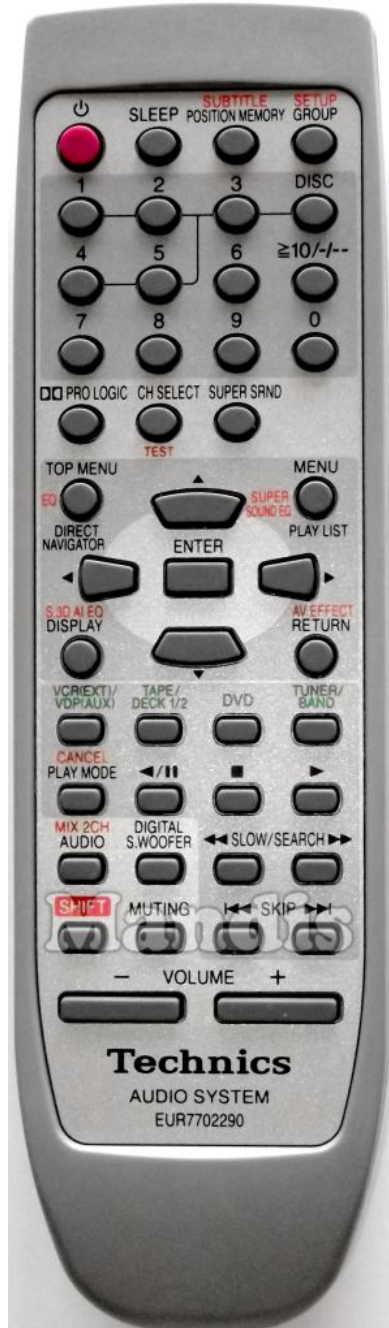 SUBTITLE SETUP
SLEEP POSITION MEMORY GROUP
1 2 3 DISC
4 5 6 ≧10/-/--
7 8 9 0
PRO LOGIC CH SELECT SUPER SRND
TEST
TOP MENU MENU
EQ SUPER
SOUND EQ
DIRECT
NAVIGATOR
ENTER
PLAY LIST
S.3D AI EQ AV EFFECT
DISPLAY RETURN
VCR(EXT)/ TAPE/ TUNER/
VDP(AUX) DECK 1/2 DVD BAND
CANCEL
PLAY MODE
MIX 2CH DIGITAL
AUDIO S.WOOFER SLOW/SEARCH
SHIFT MUTING SKIP
Mandis
− VOLUME +
Technics
AUDIO SYSTEM
EUR7702290